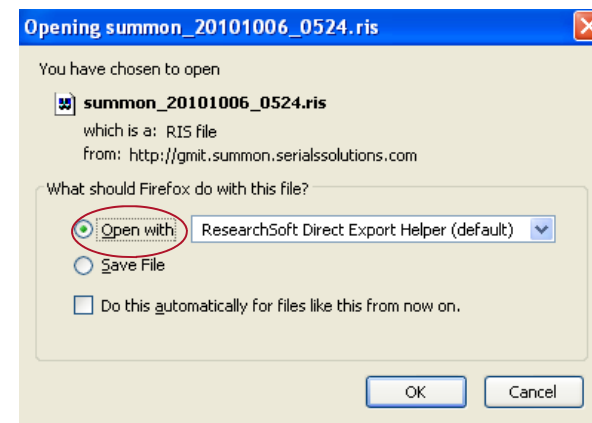 Opening summon_20101006_0524.ris
You have chosen to open
summon_20101006_0524.ris
which is a: RIS file
from: http://gmit.summon.serialssolutions.com
What should Firefox do with this file?
Open with ResearchSoft Direct Export Helper (default)
Save File
Do this automatically for files like this from now on.
OK Cancel